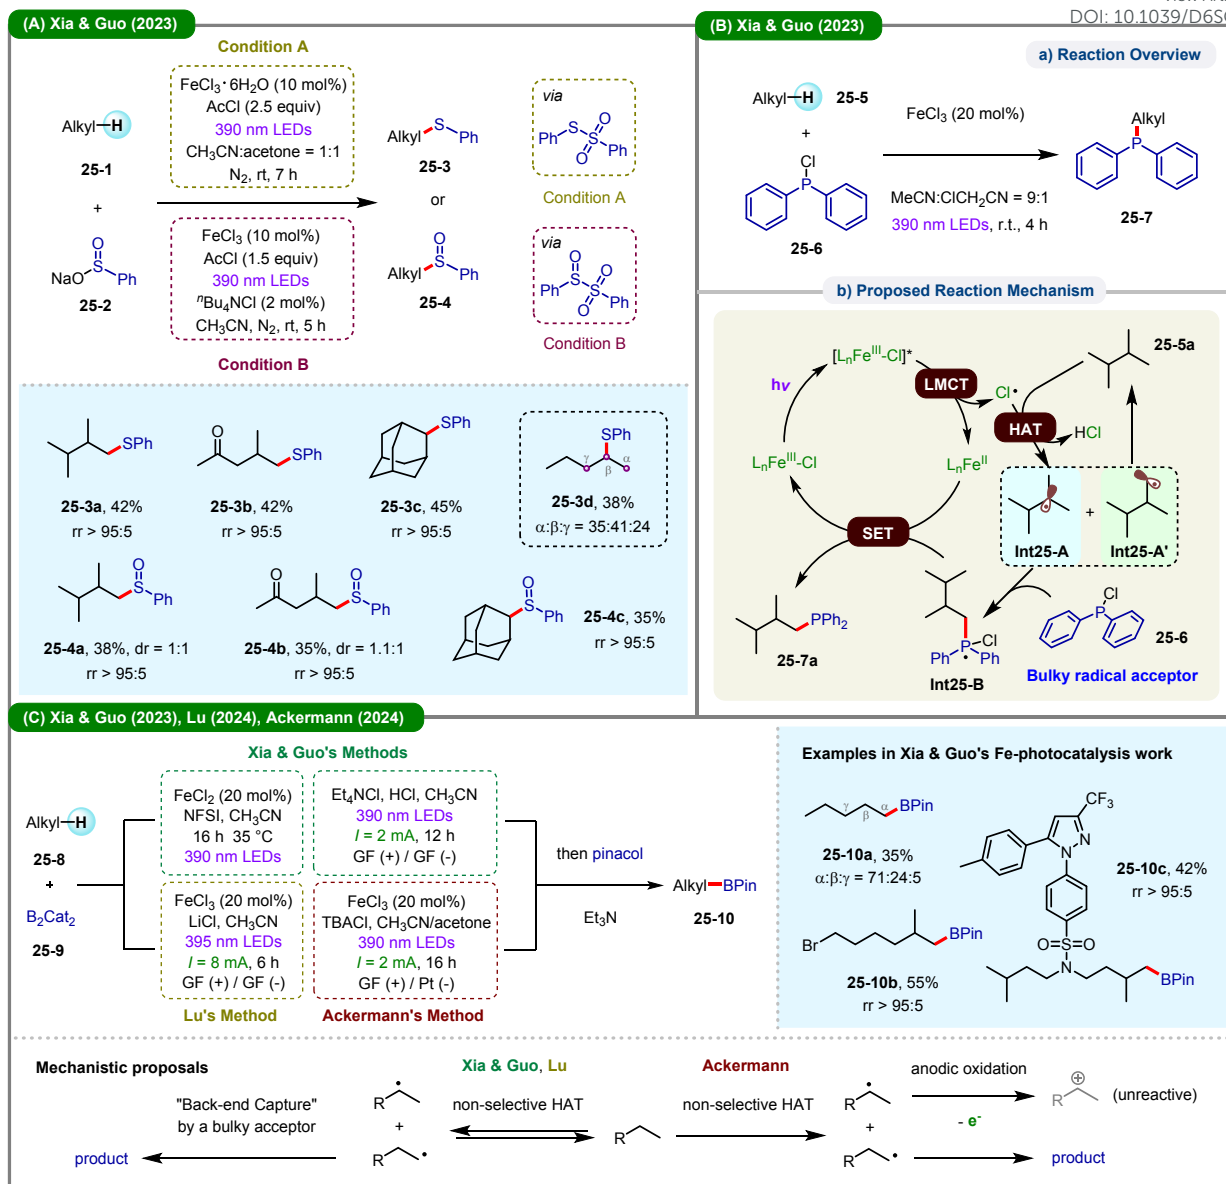 DOI: 10.1039/D6S
(A) Xia & Guo (2023)
Condition A
FeCl₃·6H₂O (10 mol%)
AcCl (2.5 equiv)
390 nm LEDs
CH₃CN:acetone = 1:1
N₂, rt, 7 h
Alkyl–H
25-1
+
NaO
S
O
Ph
25-2
FeCl₃ (10 mol%)
AcCl (1.5 equiv)
390 nm LEDs
ⁿBu₄NCl (2 mol%)
CH₃CN, N₂, rt, 5 h
Condition B
Alkyl
S
Ph
25-3
or
O
Alkyl
S
Ph
25-4
via
Ph
S
O
S
O
Ph
Condition A
via
O
O
S
Ph
S
O
Ph
Condition B
SPh
25-3a, 42%
rr > 95:5
O
SPh
25-3b, 42%
rr > 95:5
SPh
25-3c, 45%
rr > 95:5
SPh
γ
α
β
25-3d, 38%
α:β:γ = 35:41:24
O
S
Ph
25-4a, 38%, dr = 1:1
rr > 95:5
O
O
S
Ph
25-4b, 35%, dr = 1.1:1
rr > 95:5
O
S
Ph
25-4c, 35%
rr > 95:5
(B) Xia & Guo (2023)
a) Reaction Overview
Alkyl–H 25-5
+
Cl
P
25-6
FeCl₃ (20 mol%)
MeCN:ClCH₂CN = 9:1
390 nm LEDs, r.t., 4 h
Alkyl
P
25-7
b) Proposed Reaction Mechanism
[LₙFeᴵᴵᴵ-Cl]*
hν
LMCT
Cl•
25-5a
HAT
HCl
LₙFeᴵᴵᴵ-Cl
LₙFeᴵᴵ
SET
Int25-A
+
Int25-A'
PPh₂
25-7a
Ph
P
Cl
Ph
Int25-B
Cl
P
25-6
Bulky radical acceptor
(C) Xia & Guo (2023), Lu (2024), Ackermann (2024)
Xia & Guo's Methods
Alkyl–H
25-8
+
B₂Cat₂
25-9
FeCl₂ (20 mol%)
NFSI, CH₃CN
16 h 35 °C
390 nm LEDs
Et₄NCl, HCl, CH₃CN
390 nm LEDs
I = 2 mA, 12 h
GF (+) / GF (-)
FeCl₃ (20 mol%)
LiCl, CH₃CN
395 nm LEDs
I = 8 mA, 6 h
GF (+) / GF (-)
Lu's Method
FeCl₃ (20 mol%)
TBACl, CH₃CN/acetone
390 nm LEDs
I = 2 mA, 16 h
GF (+) / Pt (-)
Ackermann's Method
then pinacol
Et₃N
Alkyl–BPin
25-10
Examples in Xia & Guo's Fe-photocatalysis work
γ
β
α
BPin
25-10a, 35%
α:β:γ = 71:24:5
Br
BPin
25-10b, 55%
rr > 95:5
CF₃
N
N
O=S=O
N
BPin
25-10c, 42%
rr > 95:5
Mechanistic proposals
"Back-end Capture"
by a bulky acceptor
product
R
+
R
Xia & Guo, Lu
non-selective HAT
R
Ackermann
non-selective HAT
R
+
R
anodic oxidation
- e⁻
R
⊕
(unreactive)
product